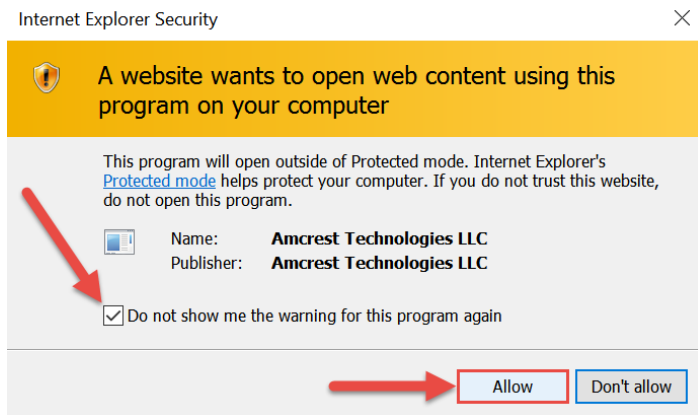 Internet Explorer Security
A website wants to open web content using this
program on your computer
This program will open outside of Protected mode. Internet Explorer's
Protected mode helps protect your computer. If you do not trust this website,
do not open this program.
Name: Amcrest Technologies LLC
Publisher: Amcrest Technologies LLC
Do not show me the warning for this program again
Allow Don't allow